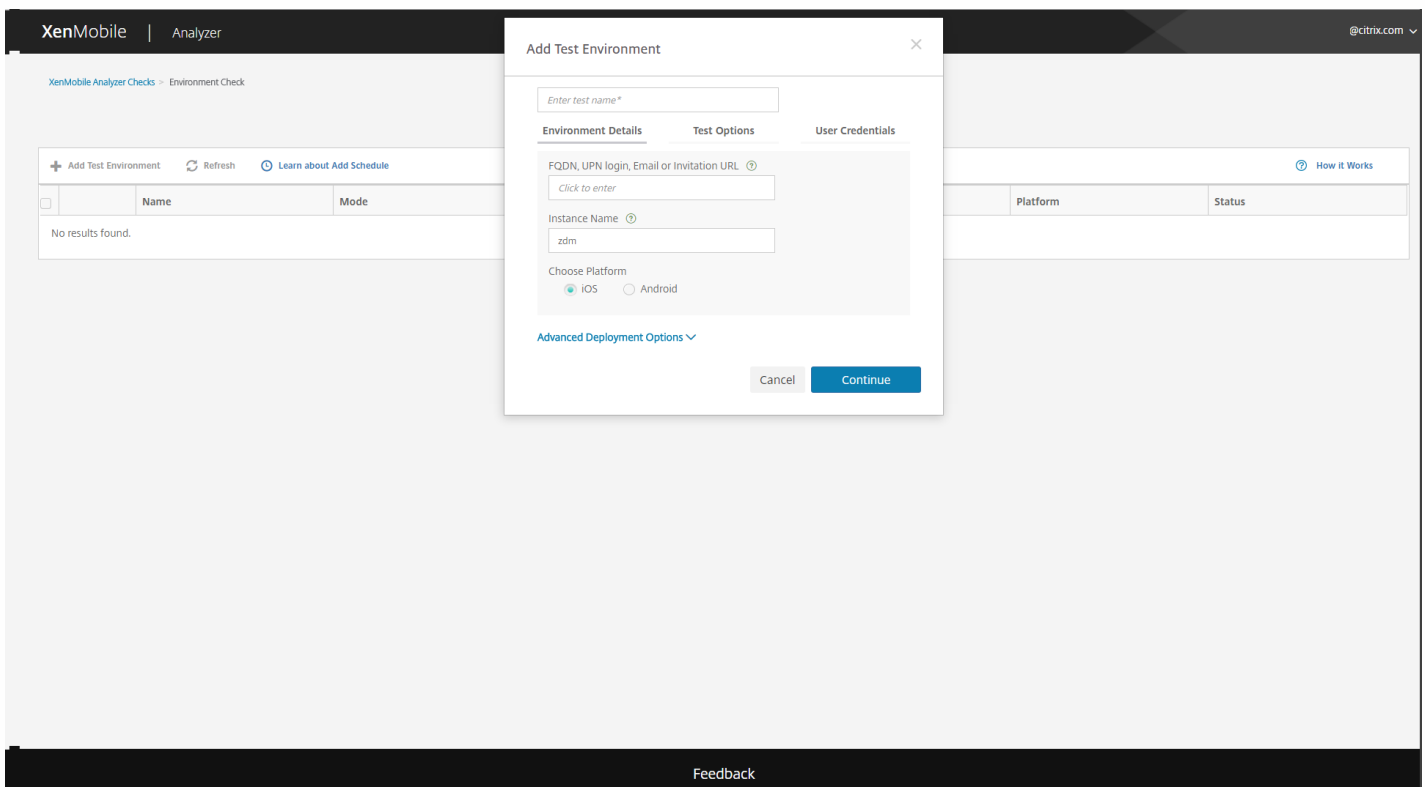 XenMobile | Analyzer
@citrix.com
XenMobile Analyzer Checks > Environment Check
Add Test Environment
Refresh
Learn about Add Schedule
How it Works
Name
Mode
Platform
Status
No results found.
Add Test Environment
Enter test name*
Environment Details
Test Options
User Credentials
FQDN, UPN login, Email or Invitation URL ?
Click to enter
Instance Name ?
zdm
Choose Platform
iOS
Android
Advanced Deployment Options
Cancel
Continue
Feedback